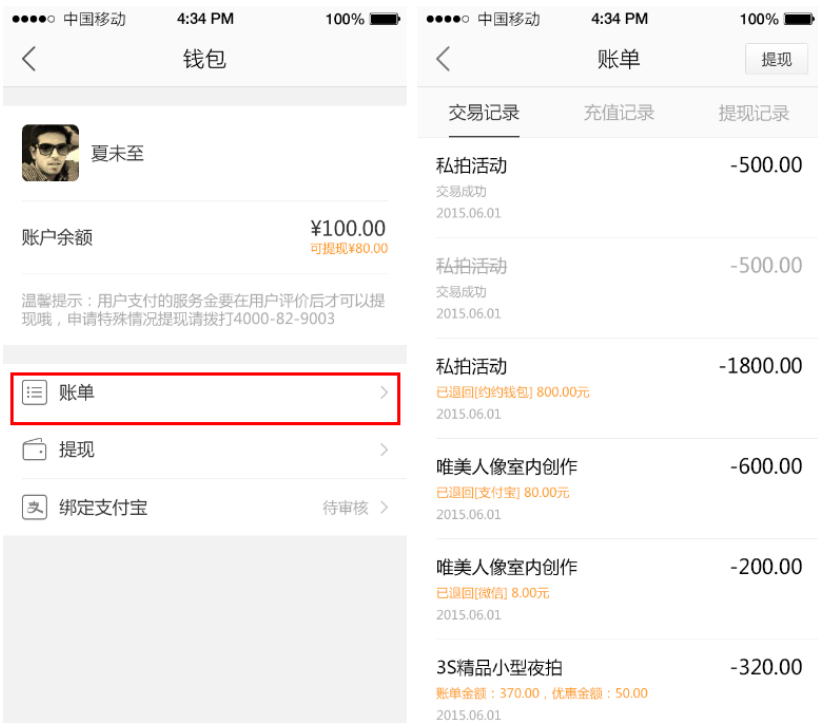 中国移动 4:34 PM 100%
钱包
夏未至
账户余额 ¥100.00
可提现¥80.00
温馨提示：用户支付的服务金要在用户评价后才可以提
现哦，申请特殊情况提现请拨打4000-82-9003
账单
提现
绑定支付宝 待审核
中国移动 4:34 PM 100%
账单 提现
交易记录 充值记录 提现记录
私拍活动 -500.00
交易成功
2015.06.01
私拍活动 -500.00
交易成功
2015.06.01
私拍活动 -1800.00
已退回[约约钱包] 800.00元
2015.06.01
唯美人像室内创作 -600.00
已退回[支付宝] 80.00元
2015.06.01
唯美人像室内创作 -200.00
已退回[微信] 8.00元
2015.06.01
3S精品小型夜拍 -320.00
账单金额：370.00，优惠金额：50.00
2015.06.01